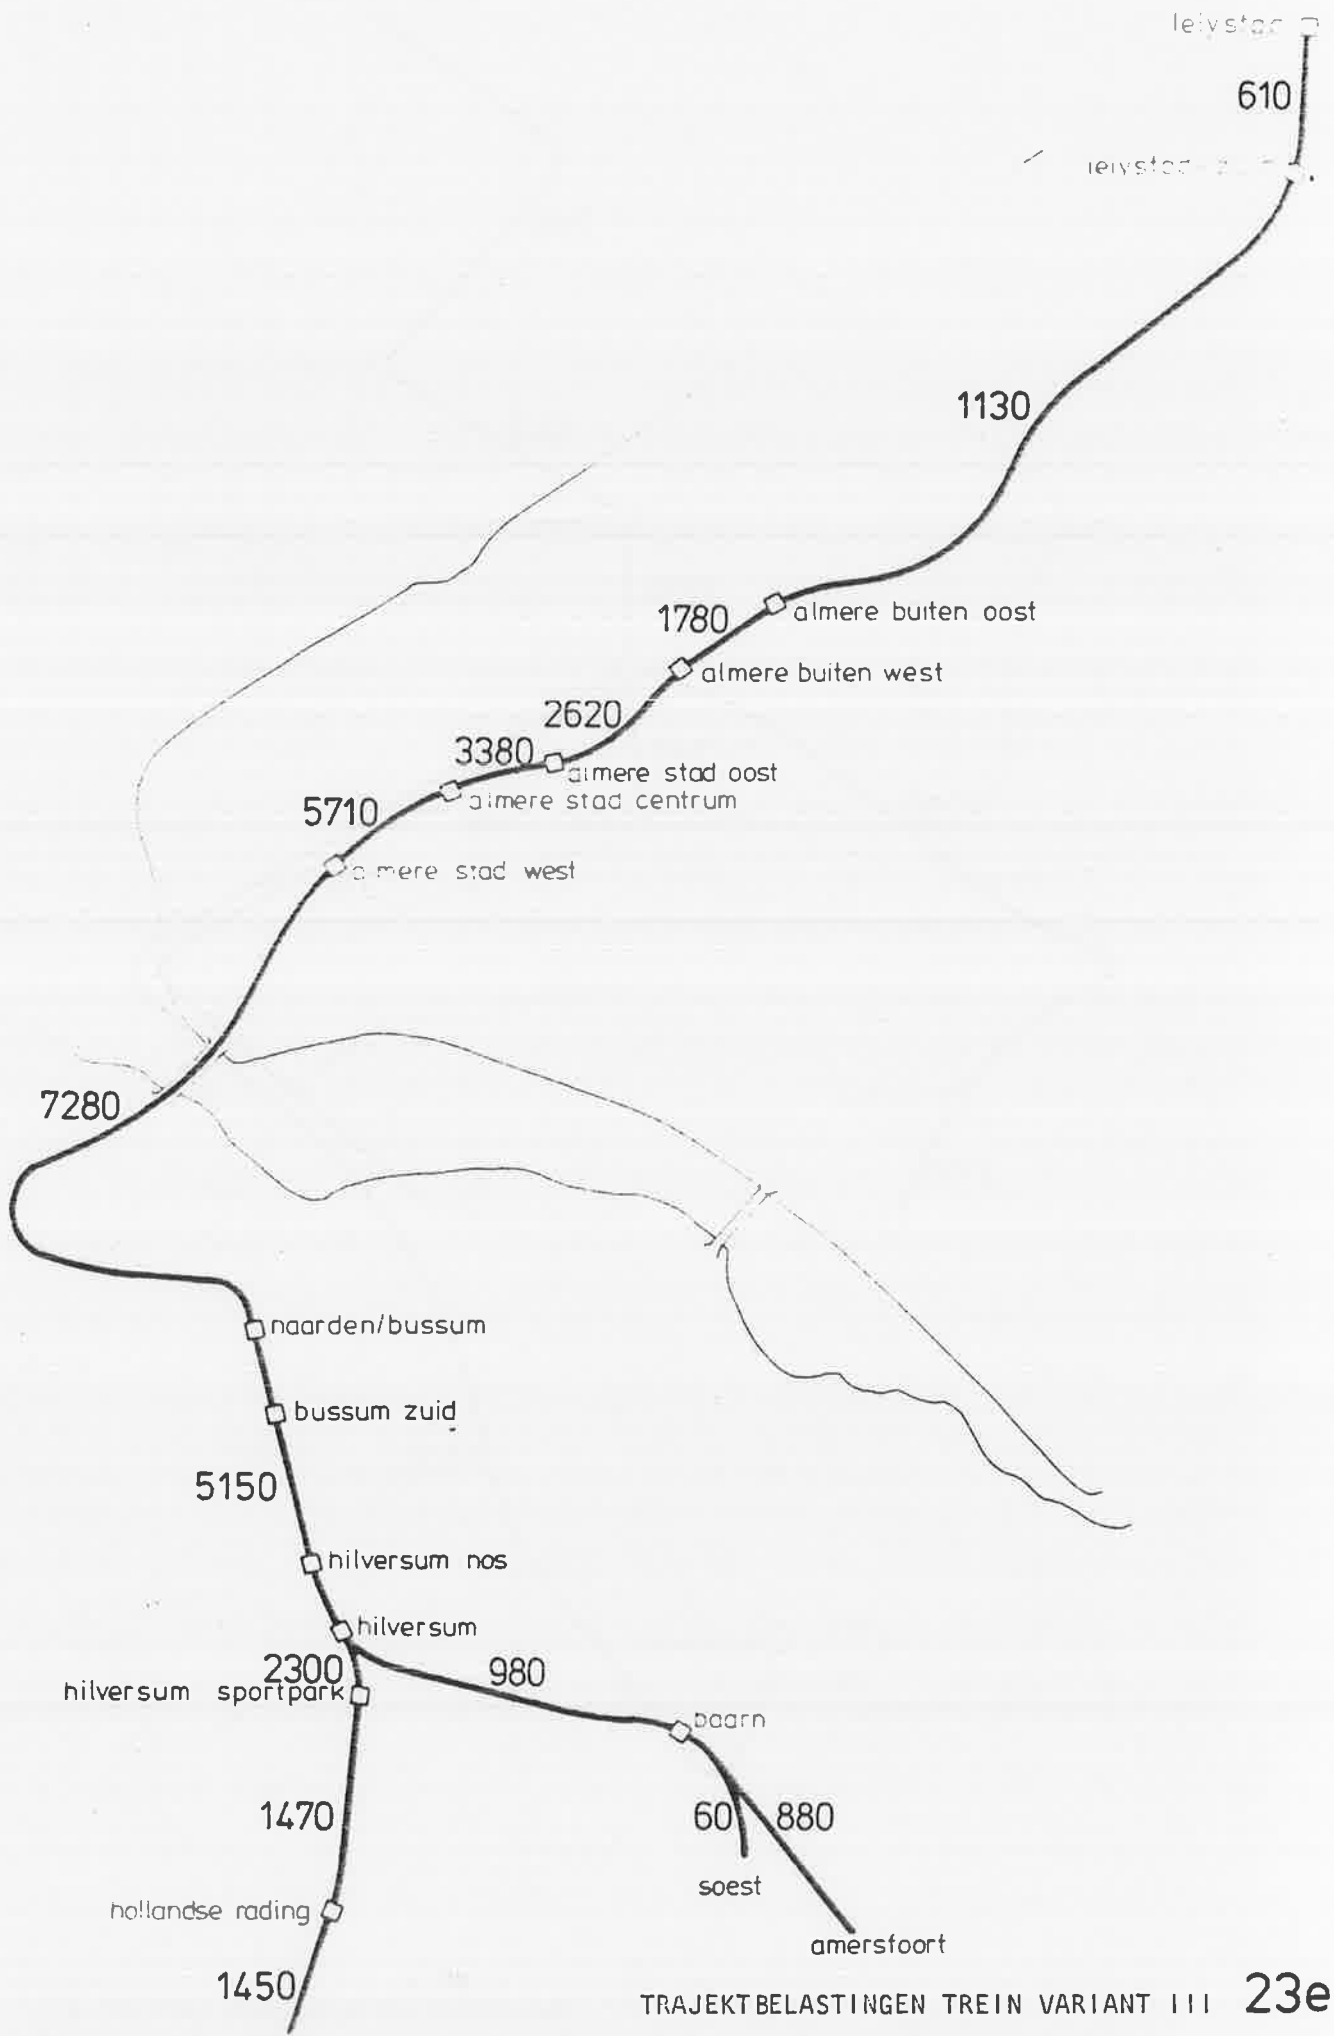 lelystad
610
lelystad
1130
1780
almere buiten oost
almere buiten west
2620
3380
almere stad oost
almere stad centrum
5710
almere stad west
7280
naarden/bussum
bussum zuid
5150
hilversum nos
hilversum
2300
980
hilversum sportpark
baarn
1470
60 880
soest
hollandse rading
amersfoort
1450
TRAJEKTBELASTINGEN TREIN VARIANT III 23e